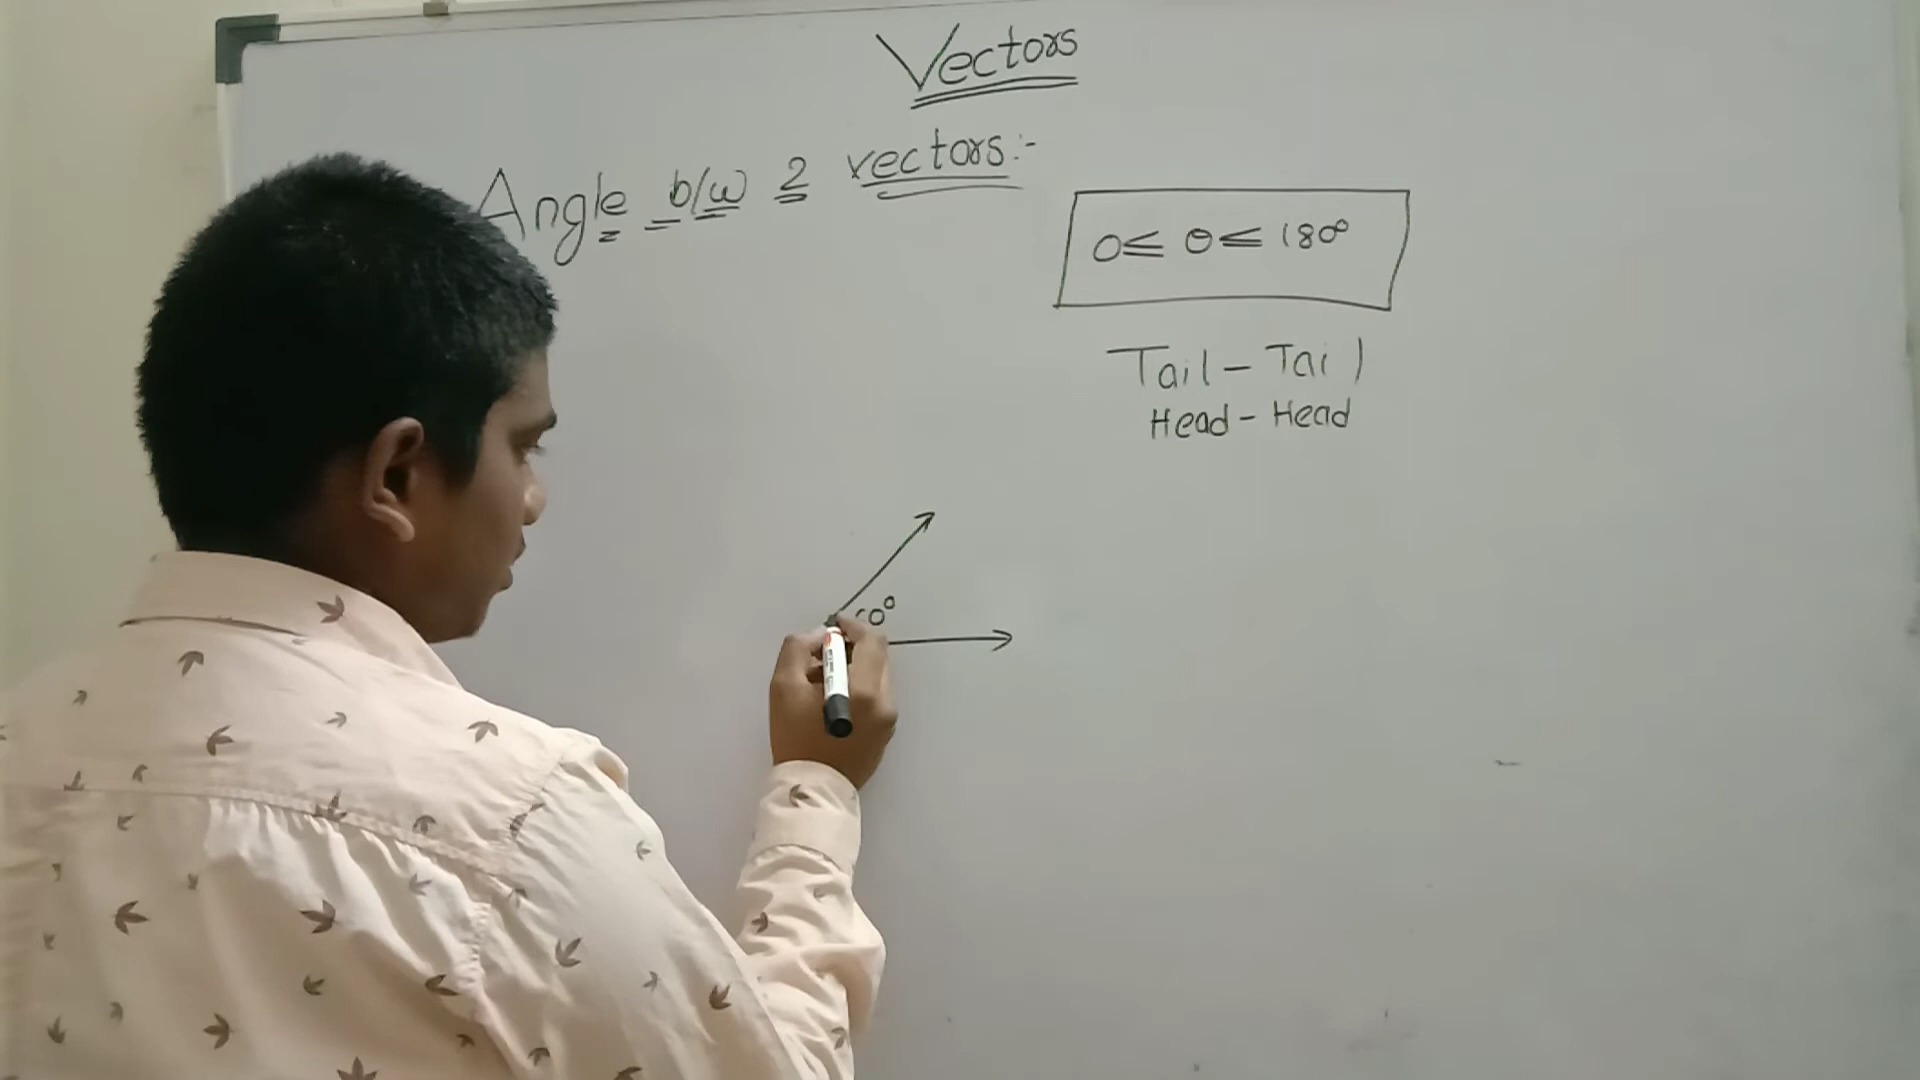 Vectors
Angle b/w 2 vectors:-
0≤ θ ≤ 180°
Tail - Tail
Head - Head